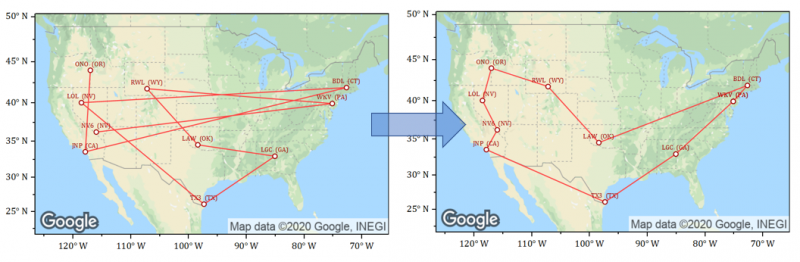 50°N
45°N
40°N
35°N
30°N
25°N
ONO (OR)
RWL (WY)
BDL (CT)
LOL (NV)
WKV (PA)
NV6 (NV)
JNP (CA)
LAW (OK)
LGC (GA)
TX3 (TX)
Google
Map data ©2020 Google, INEGI
120°W
110°W
100°W
90°W
80°W
70°W
50°N
45°N
40°N
35°N
30°N
25°N
ONO (OR)
RWL (WY)
BDL (CT)
LOL (NV)
WKV (PA)
NV6 (NV)
JNP (CA)
LAW (OK)
LGC (GA)
TX3 (TX)
Google
Map data ©2020 Google, INEGI
120°W
110°W
100°W
90°W
80°W
70°W